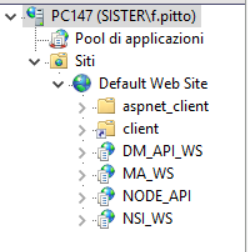 PC147 (SISTER\f.pitto)
Pool di applicazioni
Siti
Default Web Site
aspnet_client
client
DM_API_WS
MA_WS
NODE_API
NSI_WS